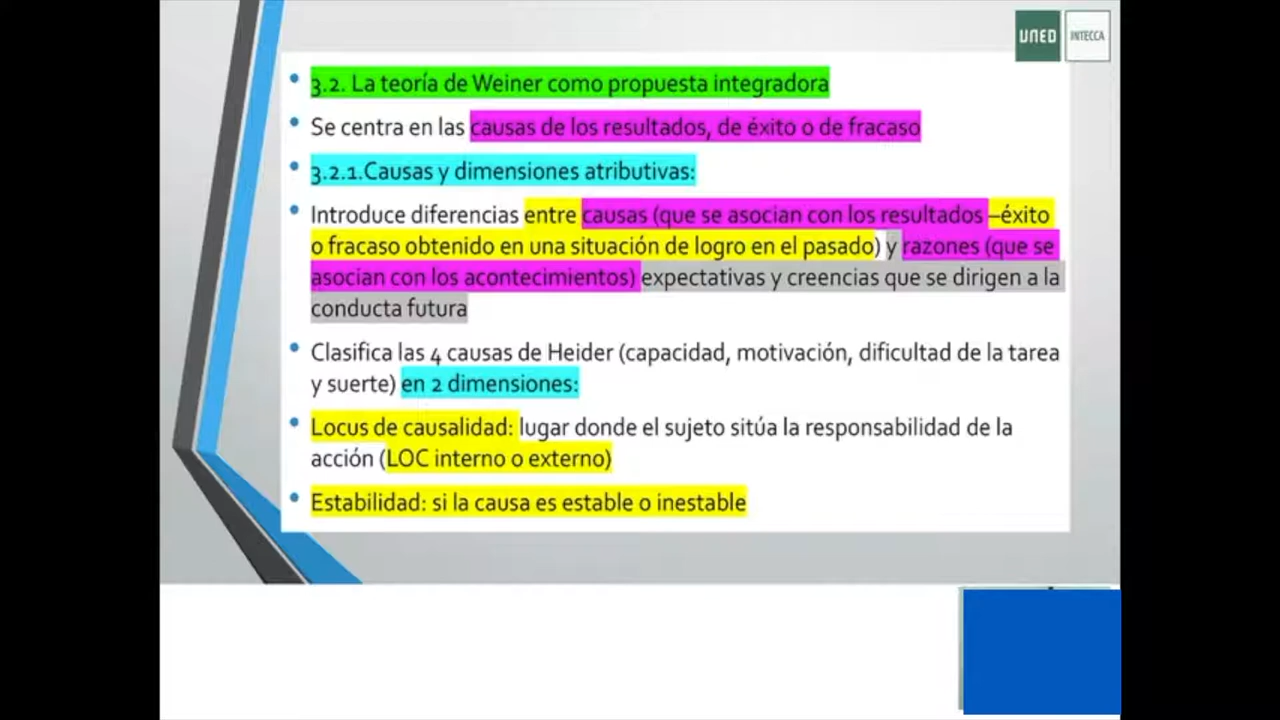 UNED INTECCA
3.2. La teoría de Weiner como propuesta integradora
Se centra en las causas de los resultados, de éxito o de fracaso
3.2.1.Causas y dimensiones atributivas:
Introduce diferencias entre causas (que se asocian con los resultados –éxito
o fracaso obtenido en una situación de logro en el pasado) y razones (que se
asocian con los acontecimientos) expectativas y creencias que se dirigen a la
conducta futura
Clasifica las 4 causas de Heider (capacidad, motivación, dificultad de la tarea
y suerte) en 2 dimensiones:
Locus de causalidad: lugar donde el sujeto sitúa la responsabilidad de la
acción (LOC interno o externo)
Estabilidad: si la causa es estable o inestable